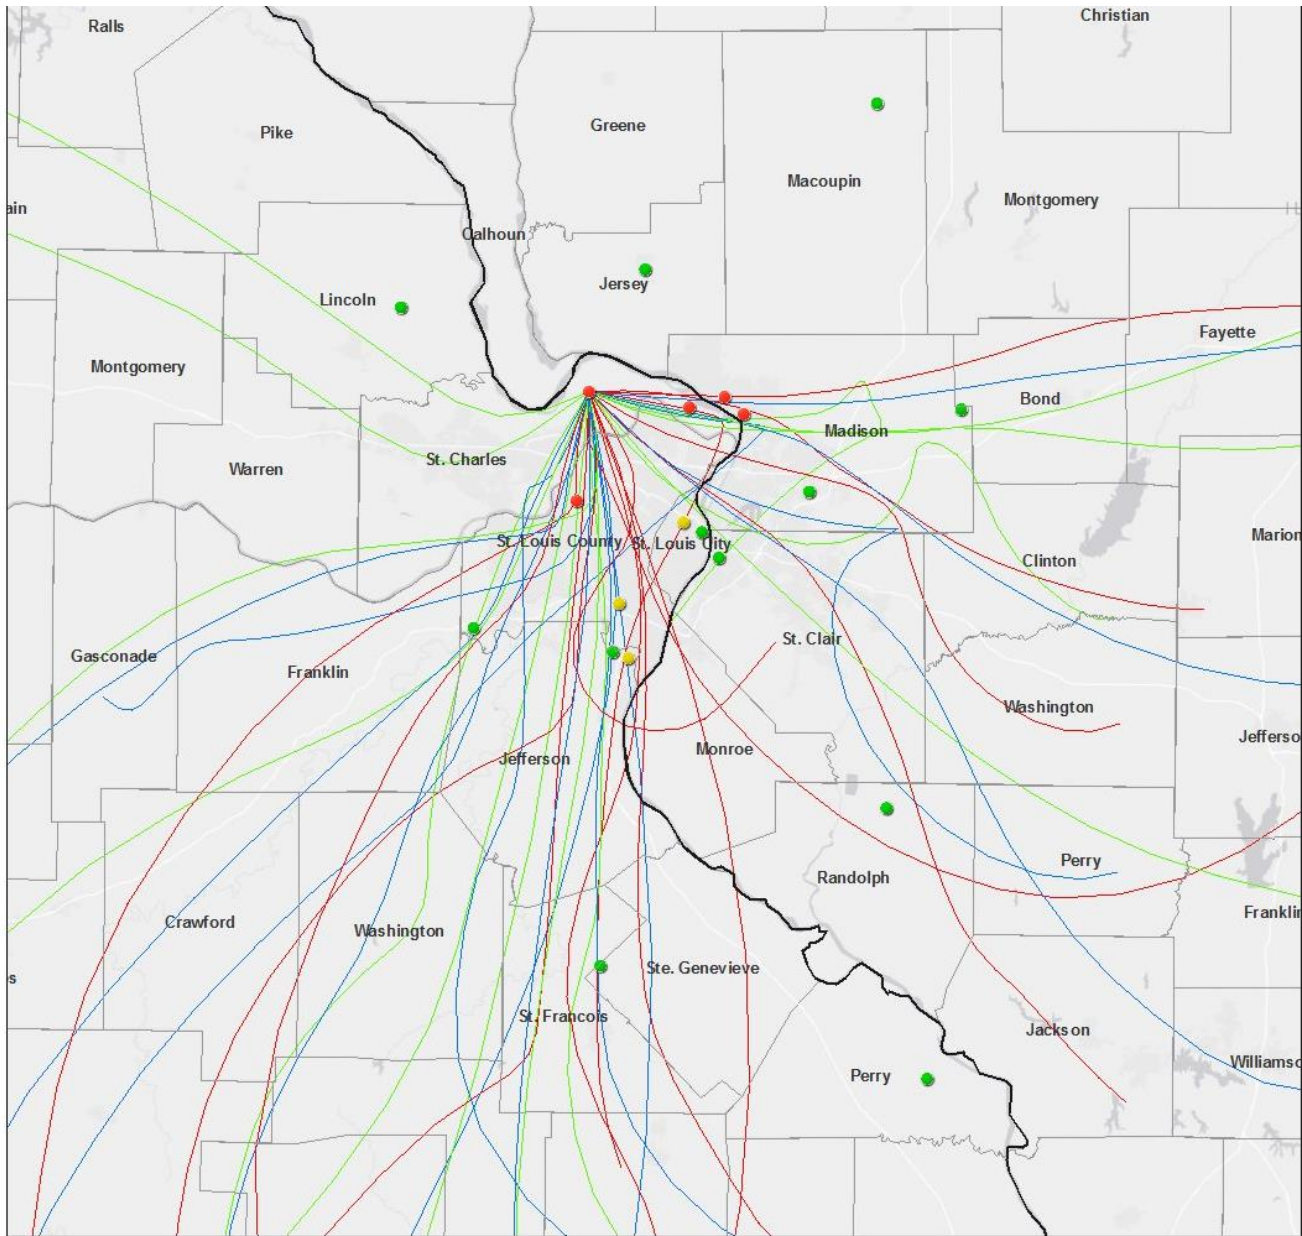 Ralls
Christian
Pike
Greene
Macoupin
Montgomery
ain
Calhoun
Jersey
Lincoln
Fayette
Montgomery
Bond
Madison
St. Charles
Warren
Marion
St. Louis County
St. Louis City
Clinton
St. Clair
Gasconade
Franklin
Washington
Jefferso
Monroe
Jefferson
Perry
Randolph
Franklin
Crawford
Washington
Ste. Genevieve
s
St. Francois
Jackson
Williamso
Perry